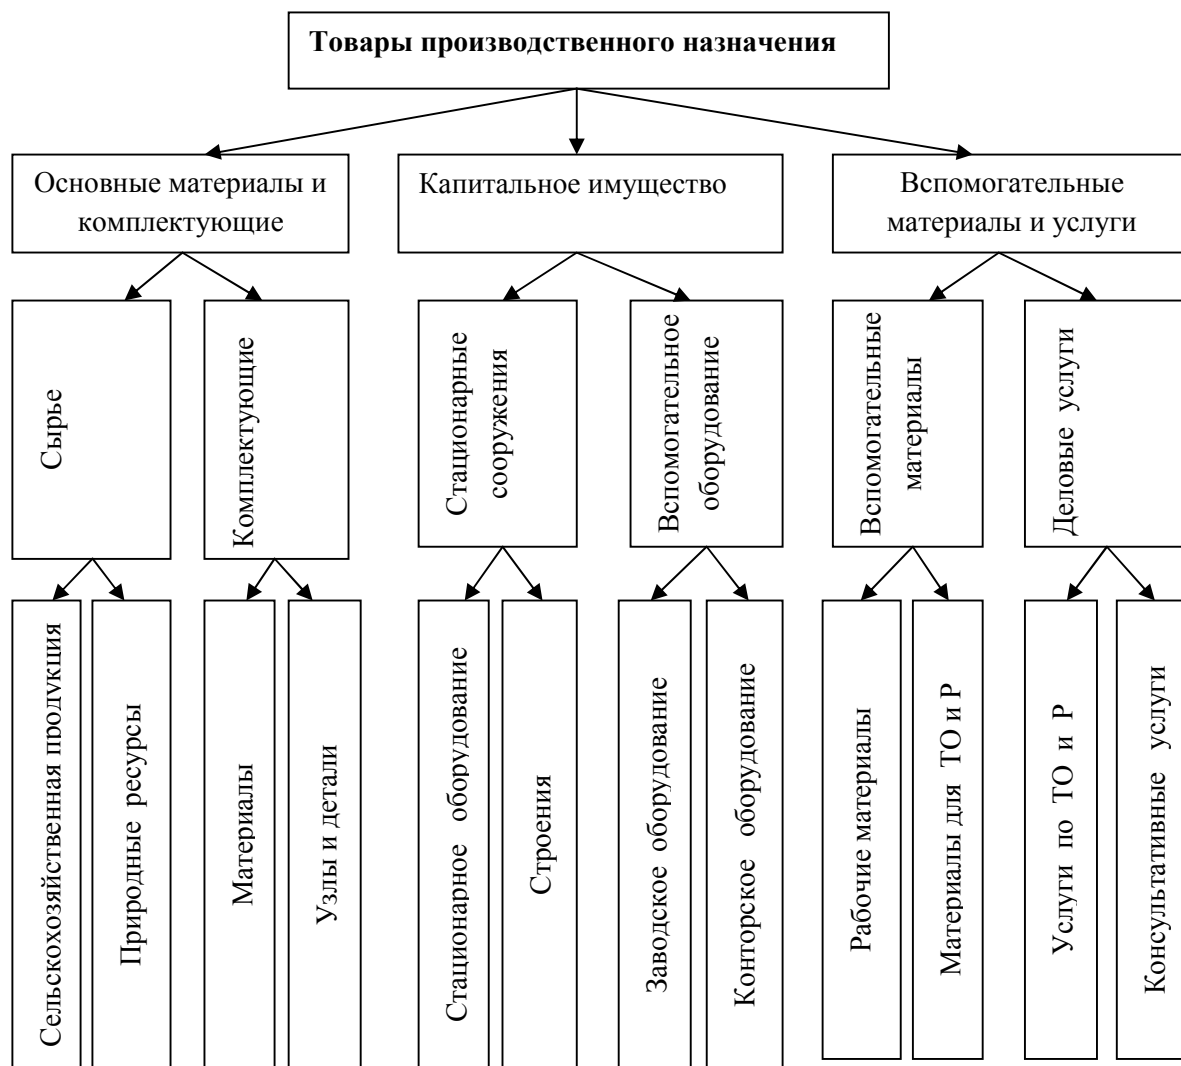 Товары производственного назначения
Основные материалы и
комплектующие
Капитальное имущество
Вспомогательные
материалы и услуги
Сырье
Комплектующие
Стационарные
сооружения
Вспомогательное
оборудование
Вспомогательные
материалы
Деловые услуги
Сельскохозяйственная продукция
Природные ресурсы
Материалы
Узлы и детали
Стационарное оборудование
Строения
Заводское оборудование
Конторское оборудование
Рабочие материалы
Материалы для ТО и Р
Услуги по ТО и Р
Консультативные услуги